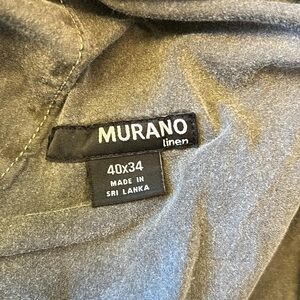 MURANO
linen
40x34
MADE IN
SRI LANKA